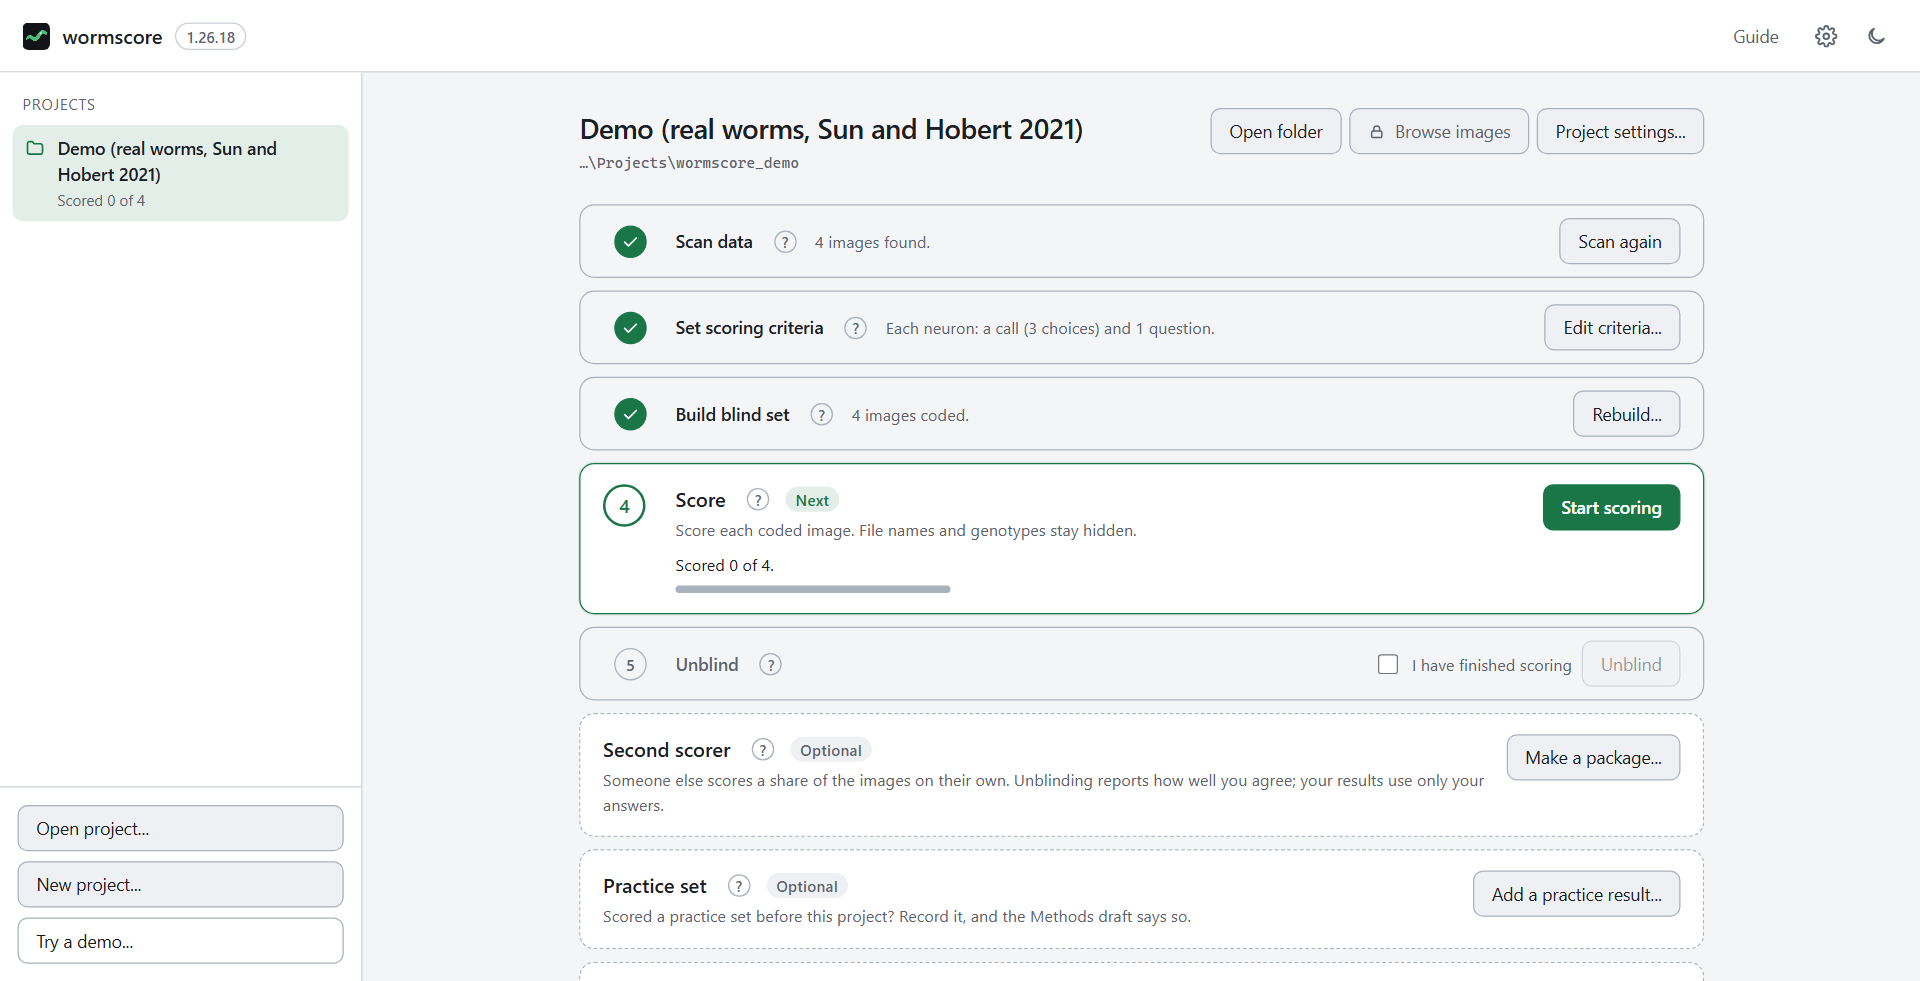 wormscore
1.26.18
Guide
PROJECTS
Demo (real worms, Sun and
Hobert 2021)
Scored 0 of 4
Open project...
New project...
Try a demo...
Demo (real worms, Sun and Hobert 2021)
…\Projects\wormscore_demo
Open folder
Browse images
Project settings...
Scan data
?
4 images found.
Scan again
Set scoring criteria
?
Each neuron: a call (3 choices) and 1 question.
Edit criteria...
Build blind set
?
4 images coded.
Rebuild...
4
Score
?
Next
Score each coded image. File names and genotypes stay hidden.
Scored 0 of 4.
Start scoring
5
Unblind
?
I have finished scoring
Unblind
Second scorer
?
Optional
Someone else scores a share of the images on their own. Unblinding reports how well you agree; your results use only your
answers.
Make a package...
Practice set
?
Optional
Scored a practice set before this project? Record it, and the Methods draft says so.
Add a practice result...